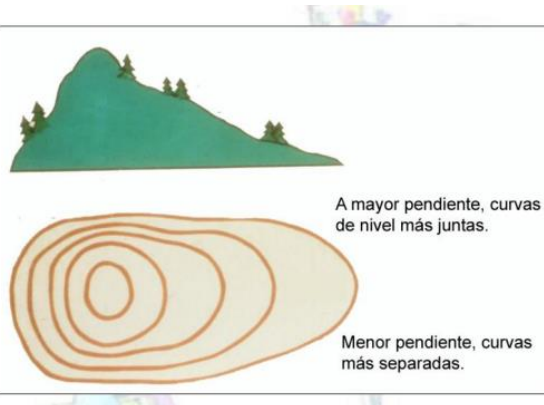 A mayor pendiente, curvas
de nivel más juntas.
Menor pendiente, curvas
más separadas.